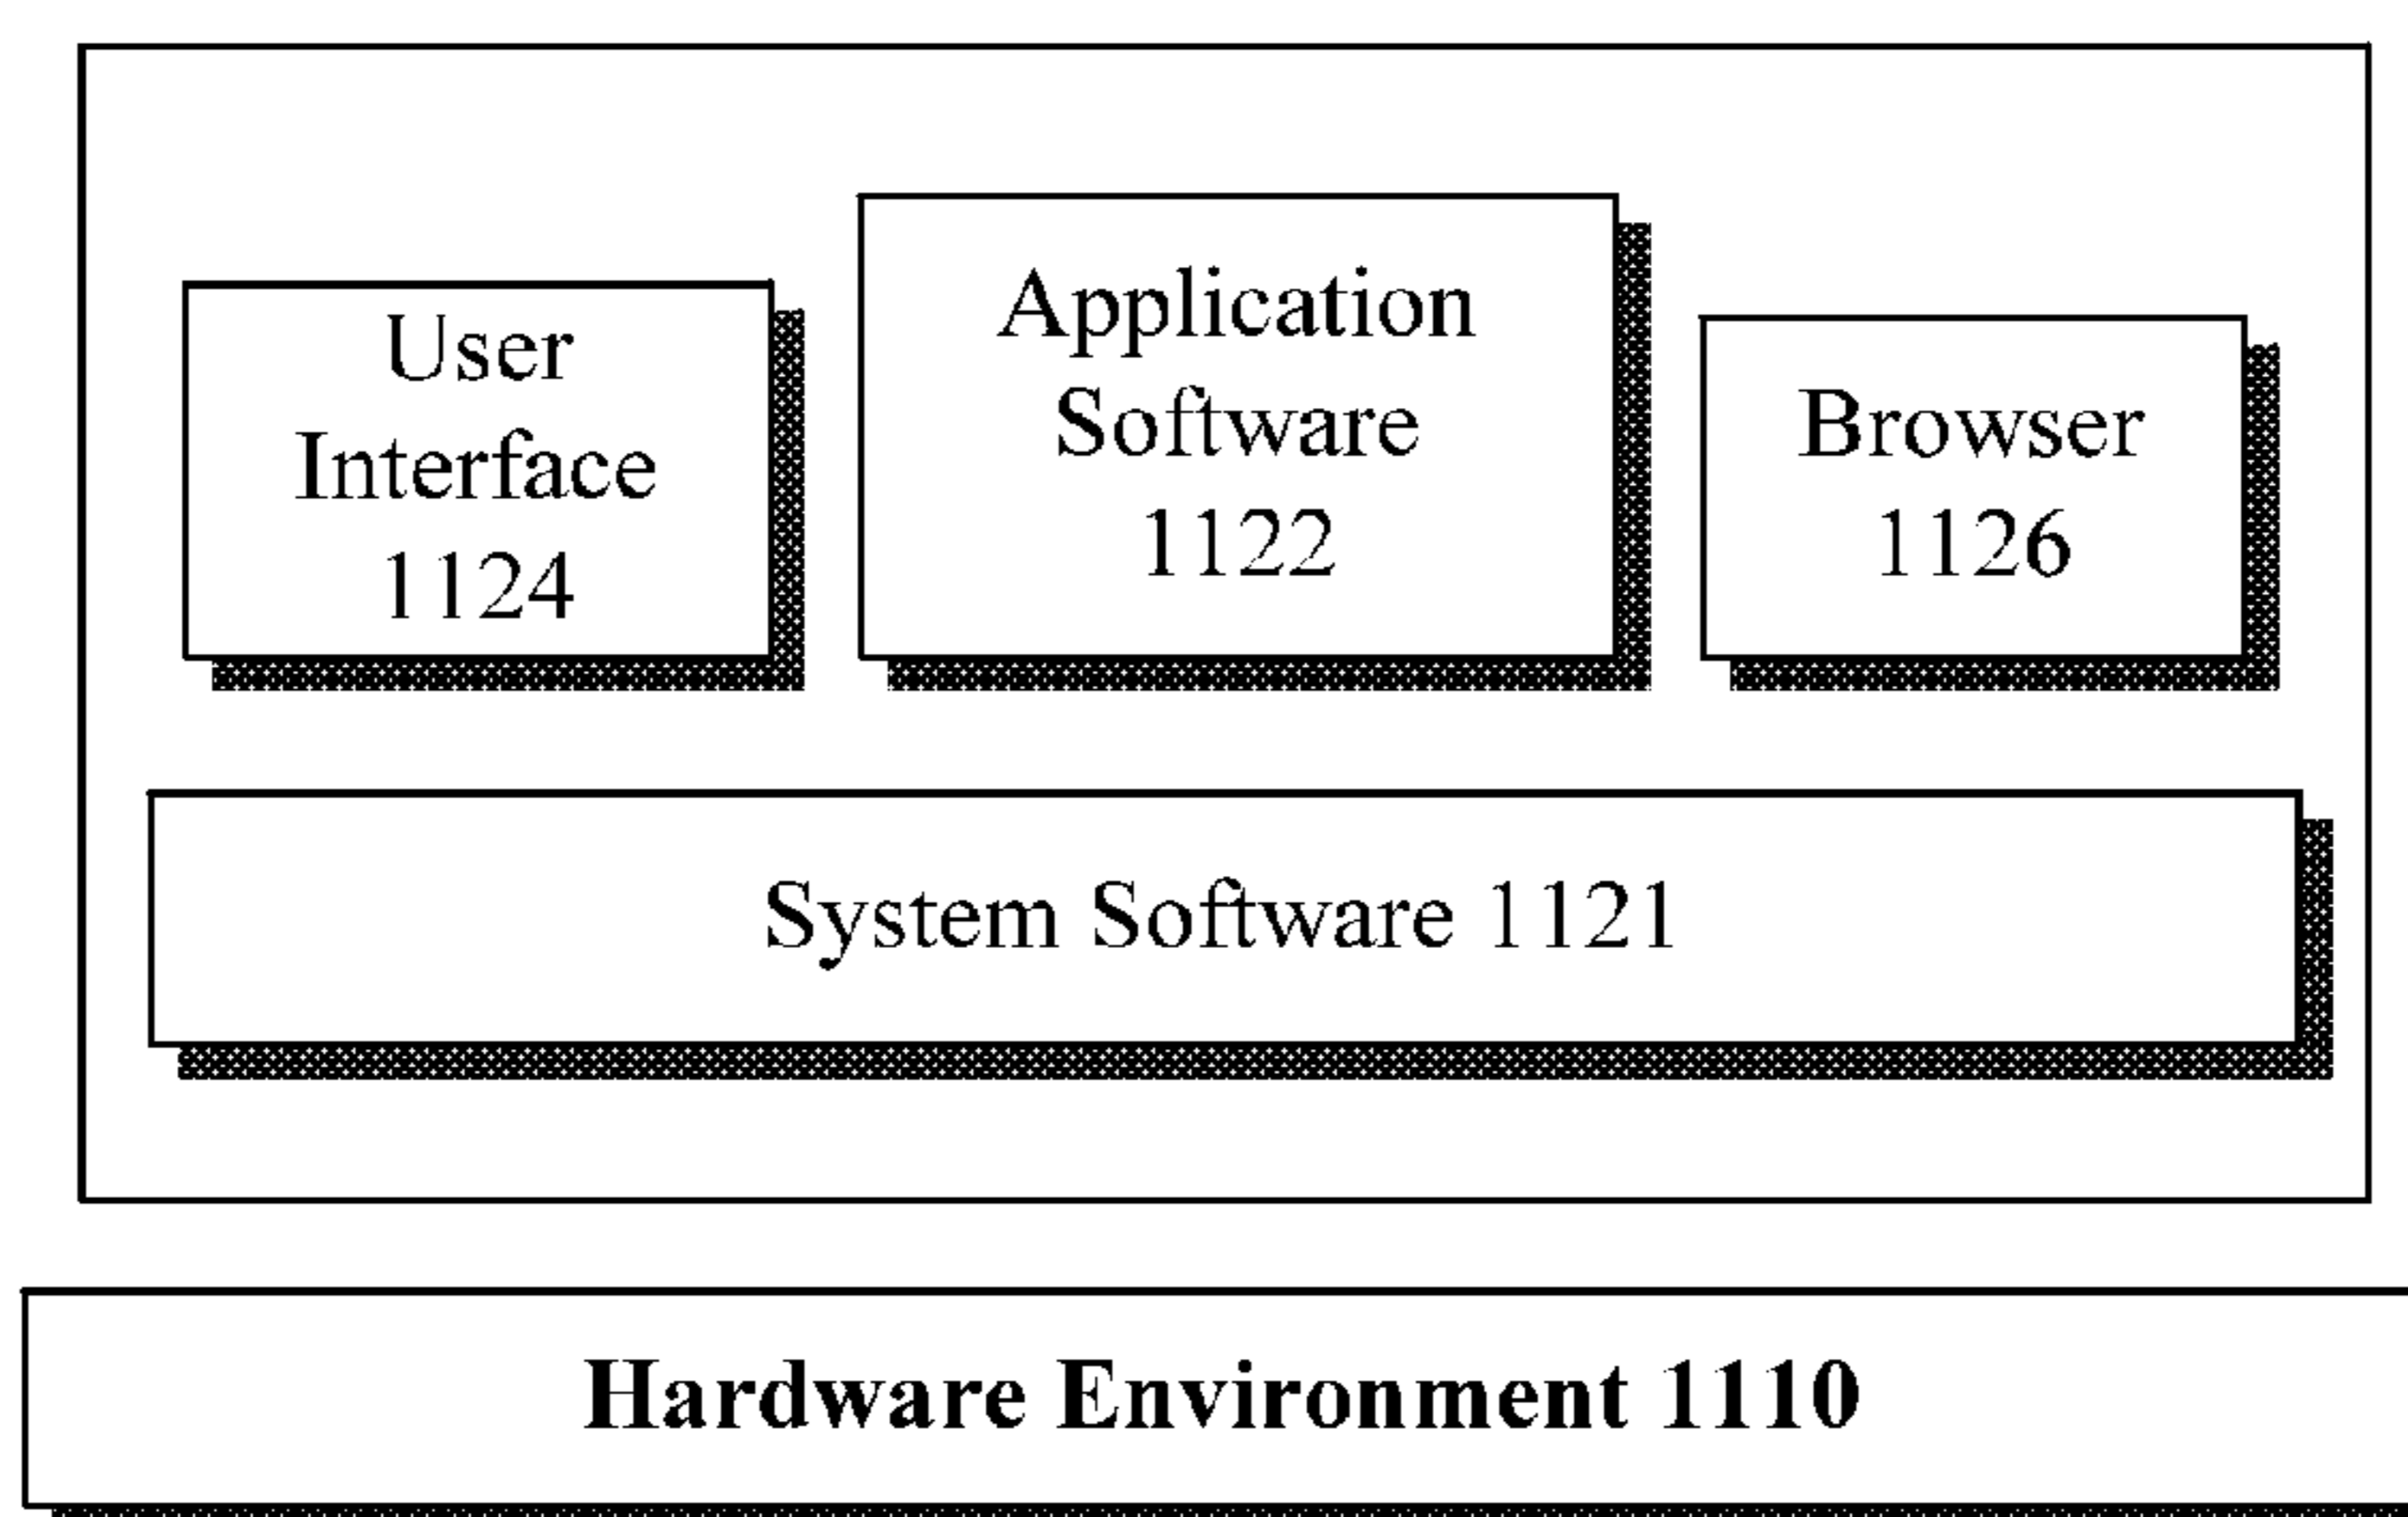 User
Interface
1124
Application
Software
1122
Browser
1126
System Software 1121
Hardware Environment 1110